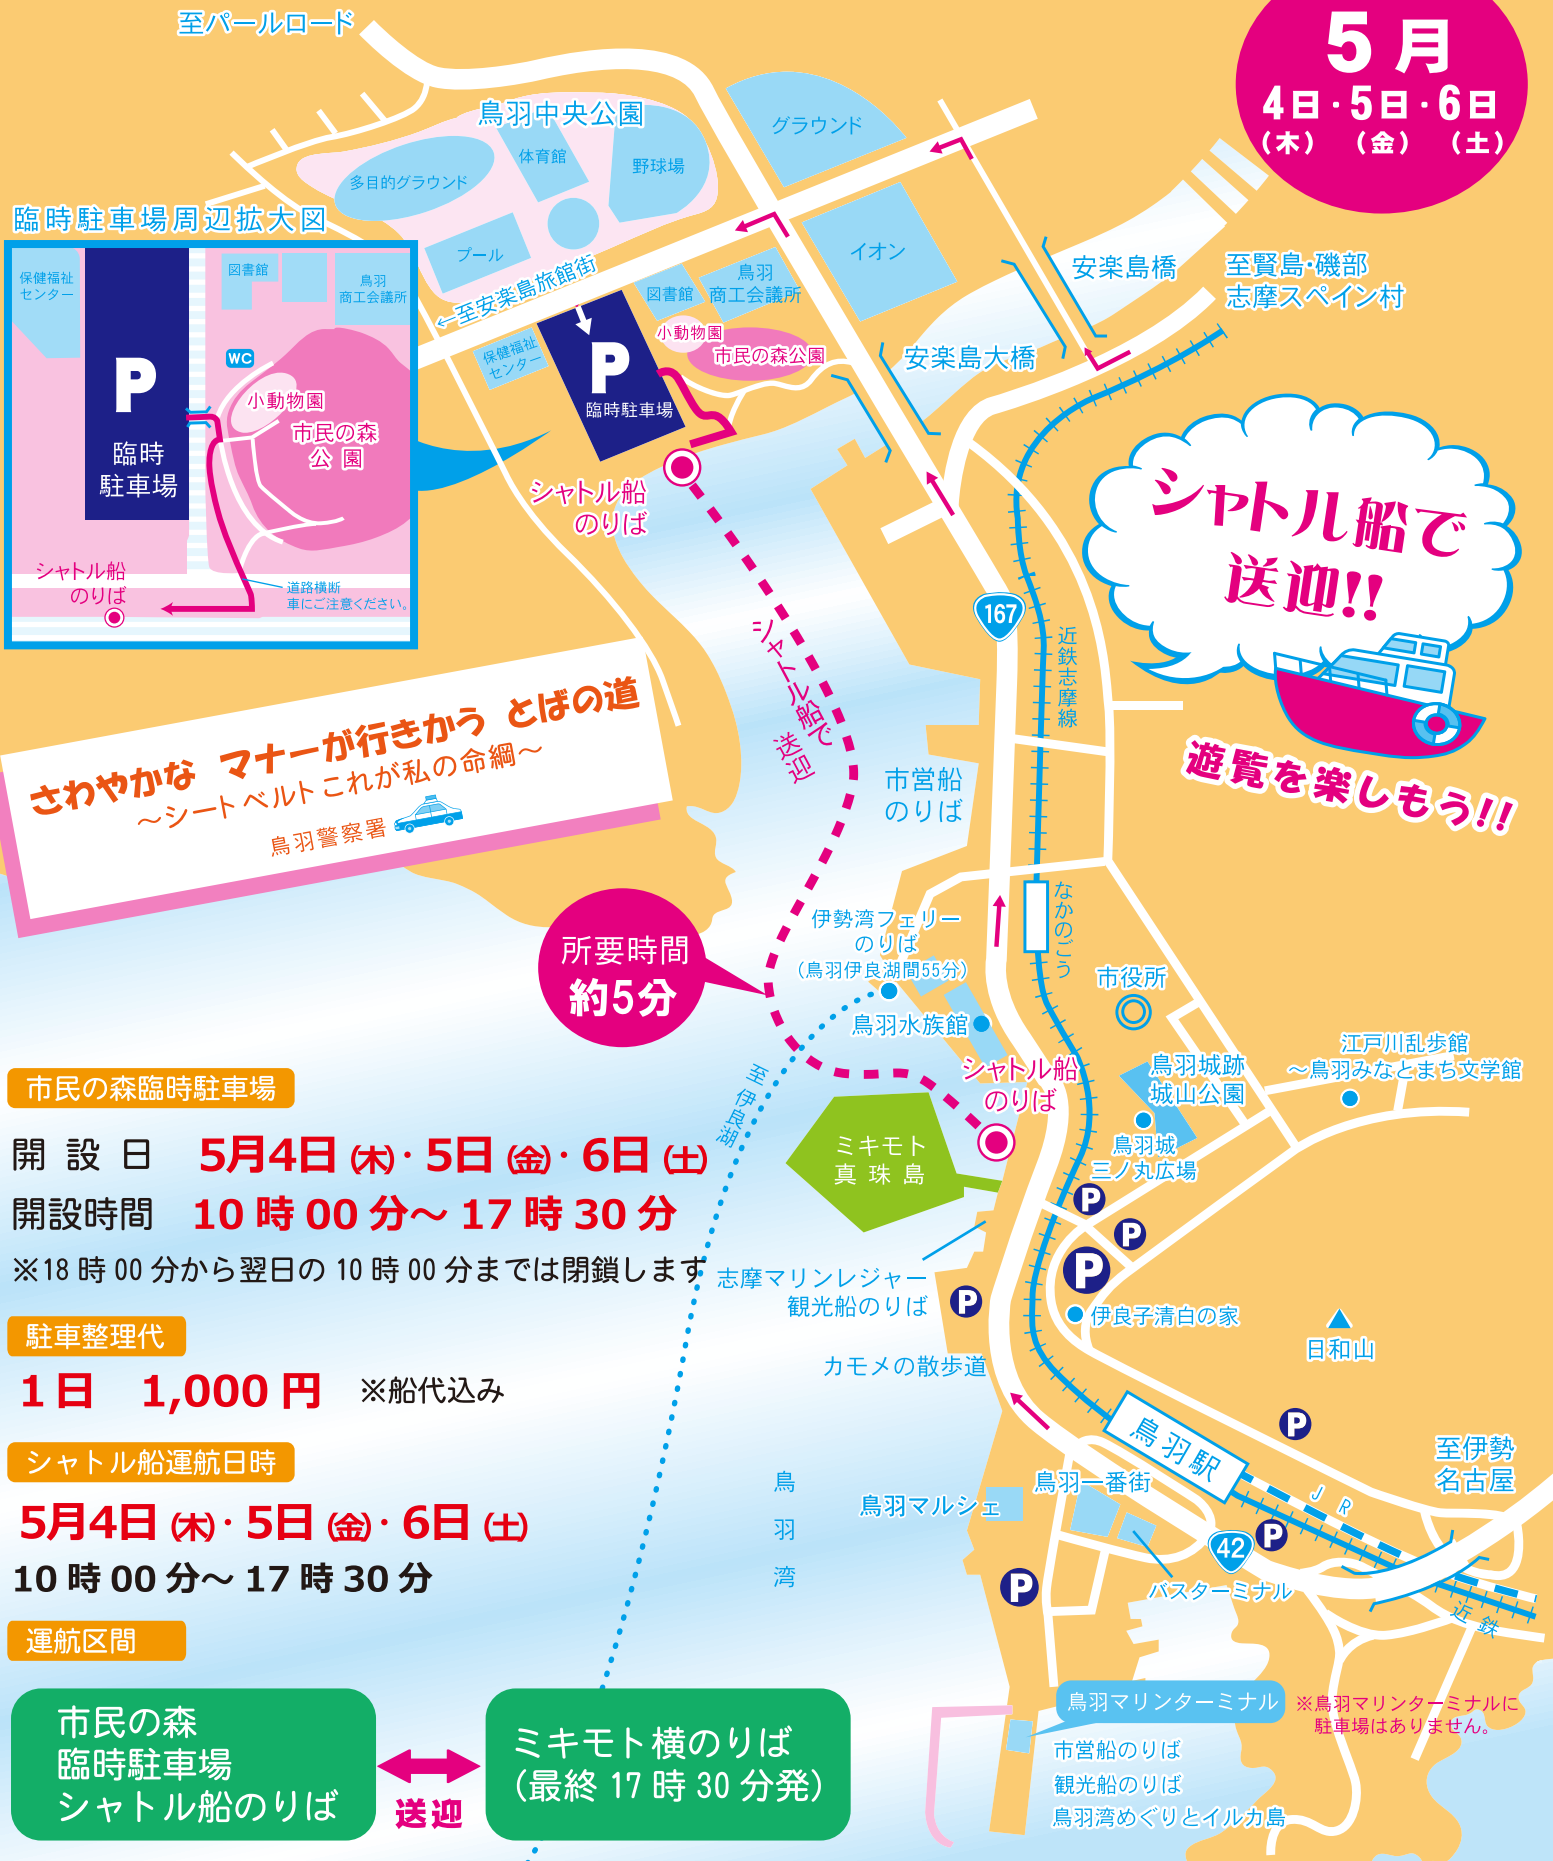 至パールロード
5月
4日・5日・6日
(木) (金) (土)
鳥羽中央公園
グラウンド
体育館
野球場
多目的グラウンド
プール
イオン
鳥羽
商工会議所
図書館
←至安楽島旅館街
安楽島橋
至賢島・磯部
志摩スペイン村
小動物園
市民の森公園
安楽島大橋
保健福祉
センター
P
臨時駐車場
シャトル船
のりば
臨時駐車場周辺拡大図
保健福祉
センター
図書館
鳥羽
商工会議所
WC
P
臨時
駐車場
小動物園
市民の森
公園
シャトル船
のりば
道路横断
車にご注意ください。
シャトル船で
送迎!!
遊覧を楽しもう!!
167
近鉄志摩線
シャトル船で
送迎
さわやかな マナーが行きかう とばの道
～シートベルトこれが私の命綱～
鳥羽警察署
市営船
のりば
なかのごう
所要時間
約5分
伊勢湾フェリー
のりば
(鳥羽伊良湖間55分)
鳥羽水族館
市役所
シャトル船
のりば
鳥羽城跡
城山公園
江戸川乱歩館
～鳥羽みなとまち文学館
至伊良湖
ミキモト
真珠島
鳥羽城
三ノ丸広場
P
P
P
志摩マリンレジャー
観光船のりば
P
伊良子清白の家
日和山
カモメの散歩道
P
鳥羽駅
至伊勢
名古屋
鳥羽一番街
鳥羽マルシェ
JR
P
42
バスターミナル
P
近鉄
鳥羽湾
鳥羽マリンターミナル
※鳥羽マリンターミナルに
駐車場はありません。
市営船のりば
観光船のりば
鳥羽湾めぐりとイルカ島
市民の森臨時駐車場
開設日 5月4日(木)・5日(金)・6日(土)
開設時間 10時00分～17時30分
※18時00分から翌日の10時00分までは閉鎖します
駐車整理代
1日 1,000円 ※船代込み
シャトル船運航日時
5月4日(木)・5日(金)・6日(土)
10時00分～17時30分
運航区間
市民の森
臨時駐車場
シャトル船のりば
送迎
ミキモト横のりば
(最終17時30分発)